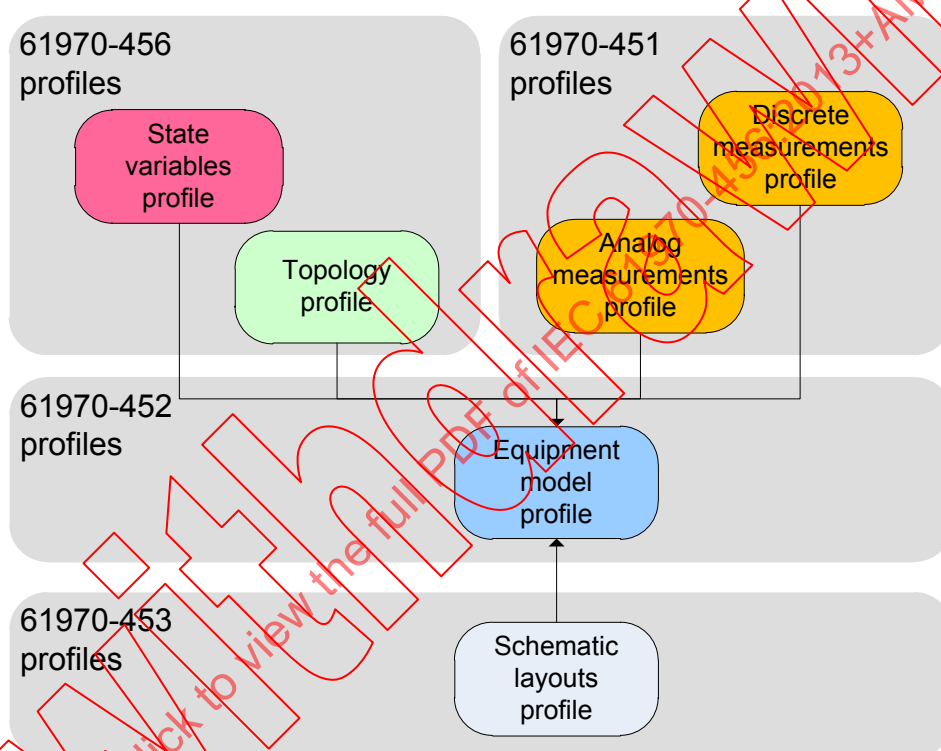 61970-456
profiles
State
variables
profile
Topology
profile
61970-451
profiles
Discrete
measurements
profile
Analog
measurements
profile
61970-452
profiles
Equipment
model
profile
61970-453
profiles
Schematic
layouts
profile
click to view the full PDF of IEC 61970-456:2013+AM